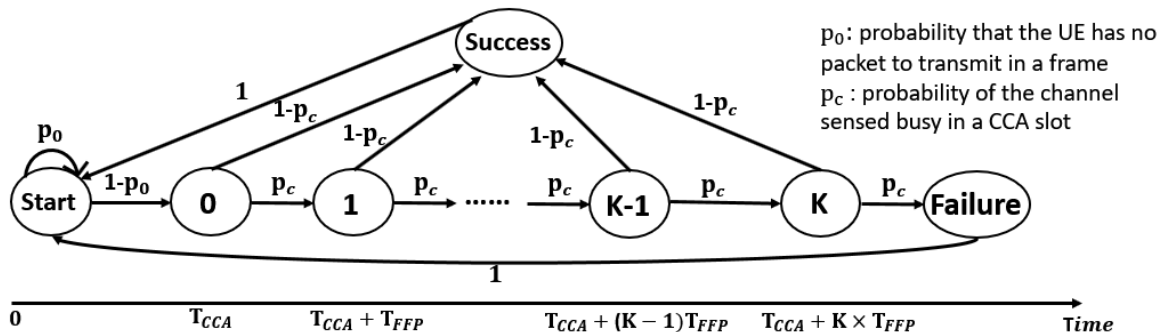 Success
p₀: probability that the UE has no
packet to transmit in a frame
p_c : probability of the channel
sensed busy in a CCA slot
1
1-p_c
1-p_c
1-p_c
1-p_c
p₀
Start
1-p₀
0
p_c
1
p_c
......
p_c
K-1
p_c
K
p_c
Failure
1
0
T_CCA
T_CCA + T_FFP
T_CCA + (K − 1)T_FFP
T_CCA + K × T_FFP
Time